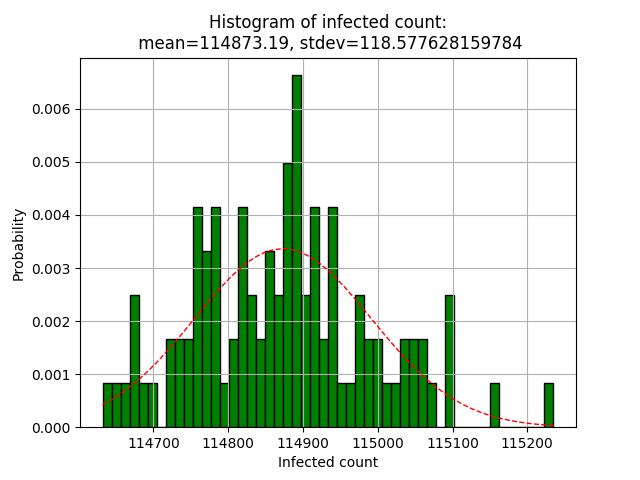 Histogram of infected count:
mean=114873.19, stdev=118.577628159784
Probability
0.006
0.005
0.004
0.003
0.002
0.001
0.000
114700 114800 114900 115000 115100 115200
Infected count